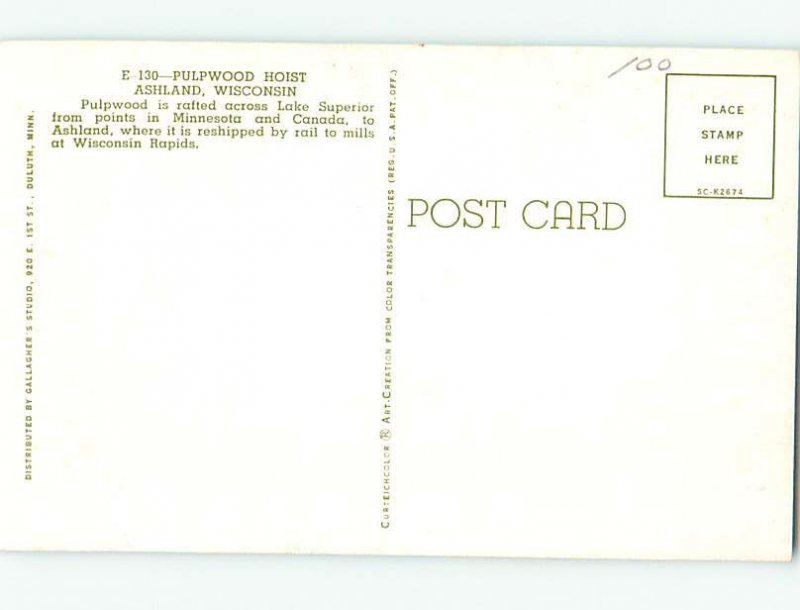 E-130—PULPWOOD HOIST
ASHLAND, WISCONSIN
Pulpwood is rafted across Lake Superior
from points in Minnesota and Canada, to
Ashland, where it is reshipped by rail to mills
at Wisconsin Rapids.
DISTRIBUTED BY GALLAGHER'S STUDIO, 920 E. 1ST ST., DULUTH, MINN.
CURTEICHCOLOR ® ART-CREATION FROM COLOR TRANSPARENCIES (REG. U.S.A. PAT. OFF.)
POST CARD
100
PLACE
STAMP
HERE
5C-K2674